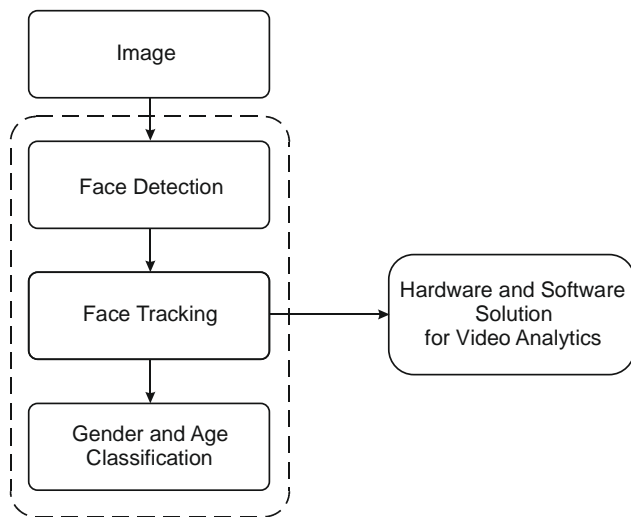 Image
Face Detection
Face Tracking
Hardware and Software
Solution
for Video Analytics
Gender and Age
Classification